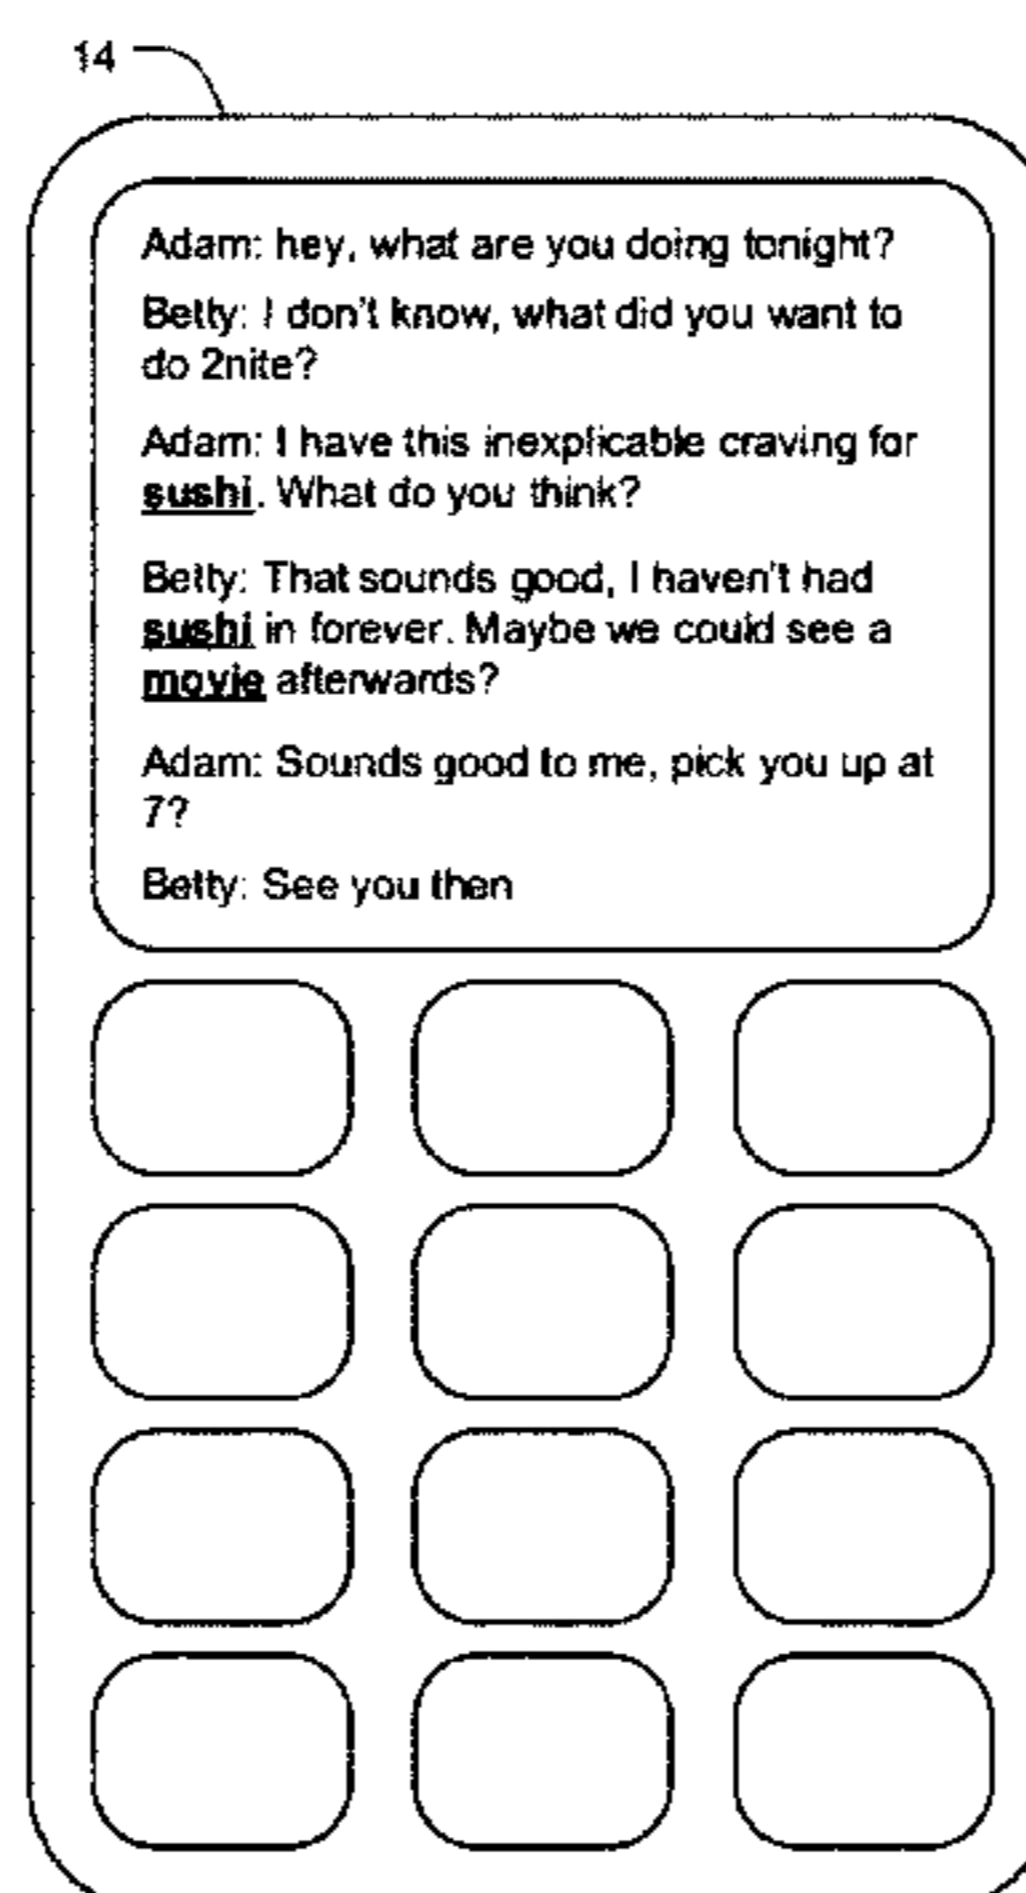 14
Adam: hey, what are you doing tonight?
Betty: I don't know, what did you want to
do 2nite?
Adam: I have this inexplicable craving for
sushi. What do you think?
Betty: That sounds good, I haven't had
sushi in forever. Maybe we could see a
movie afterwards?
Adam: Sounds good to me, pick you up at
7?
Betty: See you then